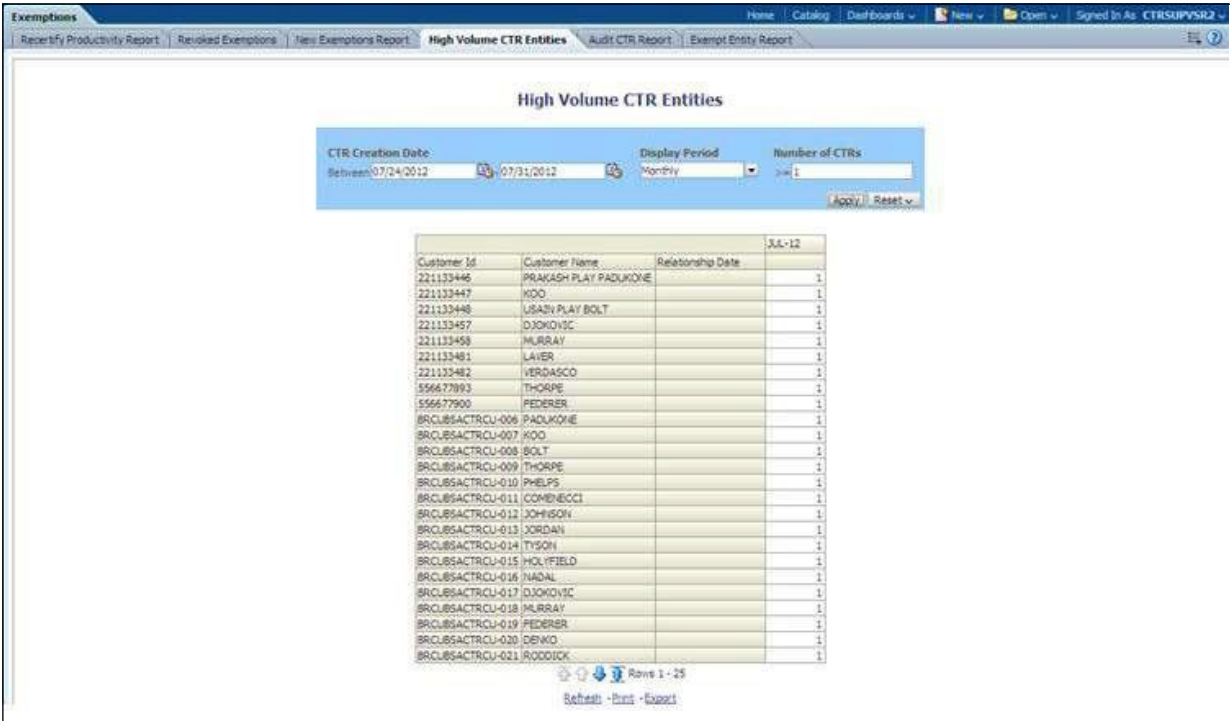 Exemptions
Home Catalog Dashboards New Open Signed In As CTRSUPVSR2
Recertify Productivity Report Revoked Exemptions New Exemptions Report High Volume CTR Entities Audit CTR Report Exempt Entity Report
High Volume CTR Entities
CTR Creation Date Display Period Number of CTRs
Between 07/24/2012 - 07/31/2012 Monthly >= 1
Apply Reset
JUL-12
Customer Id Customer Name Relationship Date
221133446 PRAKASH PLAY PADUKONE 1
221133447 KOO 1
221133448 USAIN PLAY BOLT 1
221133457 DJOKOVIC 1
221133458 MURRAY 1
221133481 LAVER 1
221133482 VERDASCO 1
556677893 THORPE 1
556677900 FEDERER 1
BRCUBSACTRCU-006 PADUKONE 1
BRCUBSACTRCU-007 KOO 1
BRCUBSACTRCU-008 BOLT 1
BRCUBSACTRCU-009 THORPE 1
BRCUBSACTRCU-010 PHELPS 1
BRCUBSACTRCU-011 COMENECCI 1
BRCUBSACTRCU-012 JOHNSON 1
BRCUBSACTRCU-013 JORDAN 1
BRCUBSACTRCU-014 TYSON 1
BRCUBSACTRCU-015 HOLYFIELD 1
BRCUBSACTRCU-016 NADAL 1
BRCUBSACTRCU-017 DJOKOVIC 1
BRCUBSACTRCU-018 MURRAY 1
BRCUBSACTRCU-019 FEDERER 1
BRCUBSACTRCU-020 DENKO 1
BRCUBSACTRCU-021 RODDICK 1
Rows 1 - 25
Refresh - Print - Export